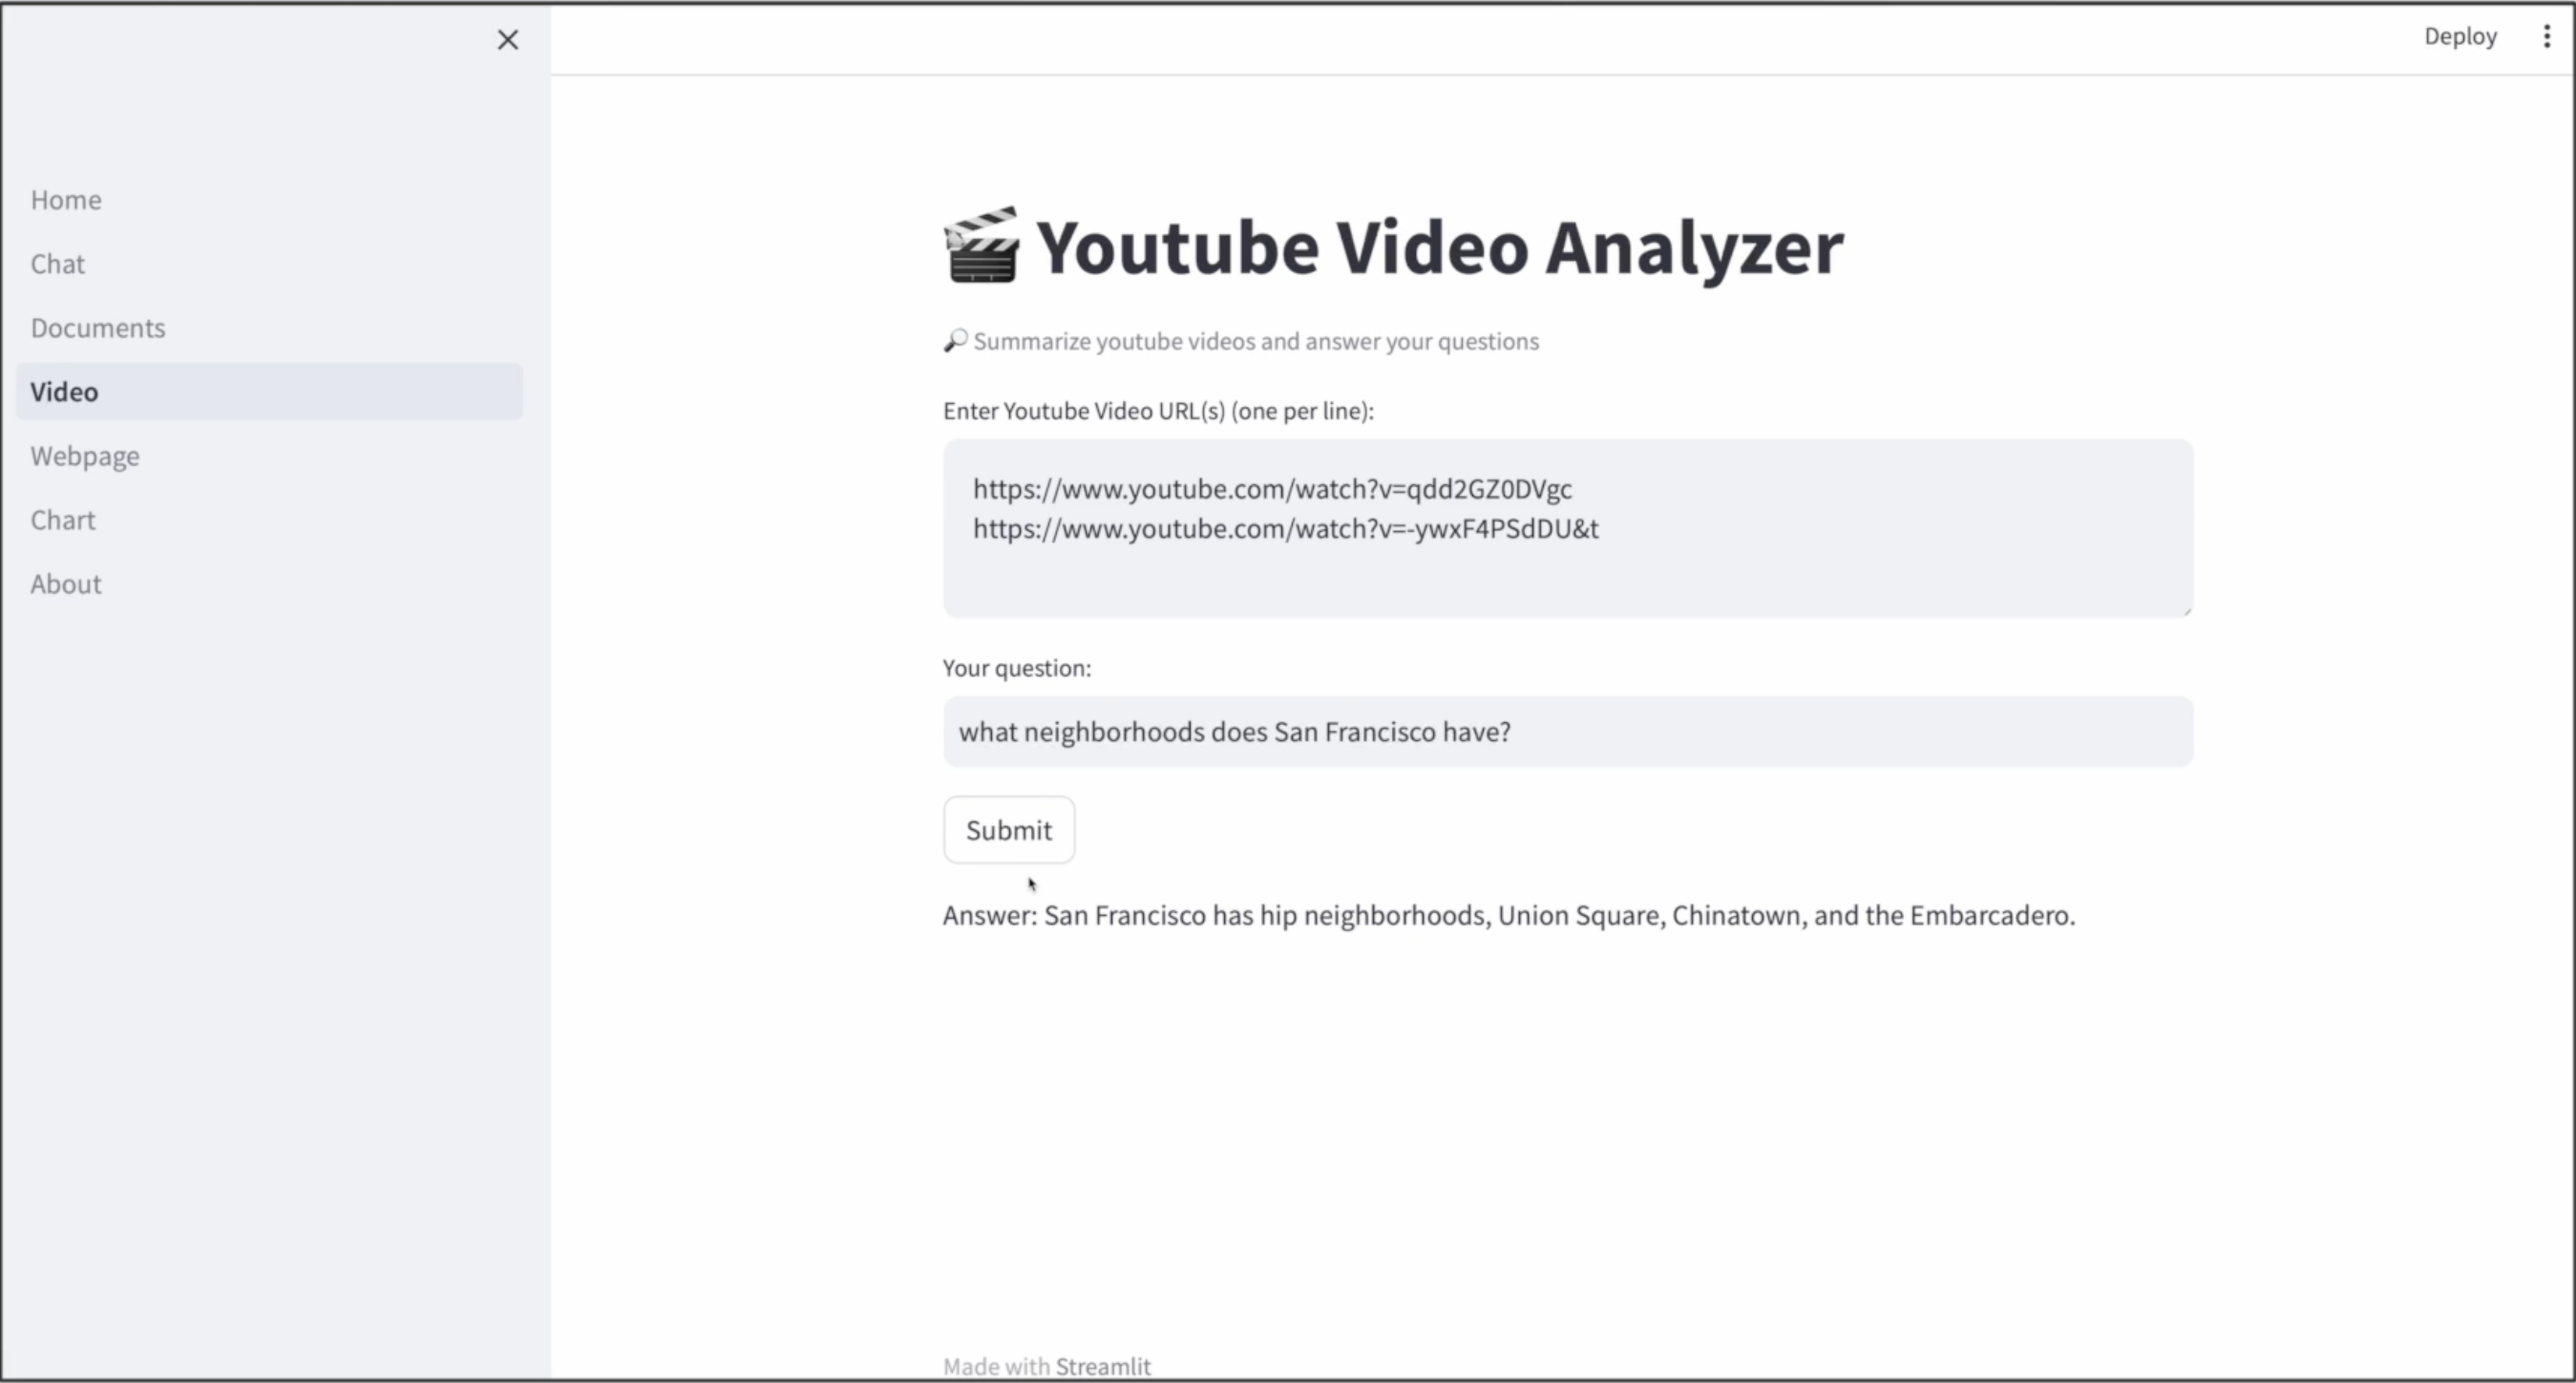 Deploy
Home
Chat
Documents
Video
Webpage
Chart
About
Youtube Video Analyzer
Summarize youtube videos and answer your questions
Enter Youtube Video URL(s) (one per line):
https://www.youtube.com/watch?v=qdd2GZ0DVgc
https://www.youtube.com/watch?v=-ywxF4PSdDU&t
Your question:
what neighborhoods does San Francisco have?
Submit
Answer: San Francisco has hip neighborhoods, Union Square, Chinatown, and the Embarcadero.
Made with Streamlit